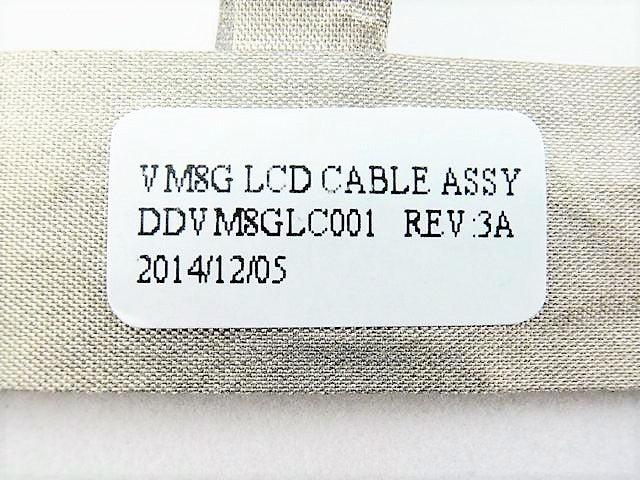 VM8G LCD CABLE ASSY
DDVM8GLC001 REV:3A
2014/12/05